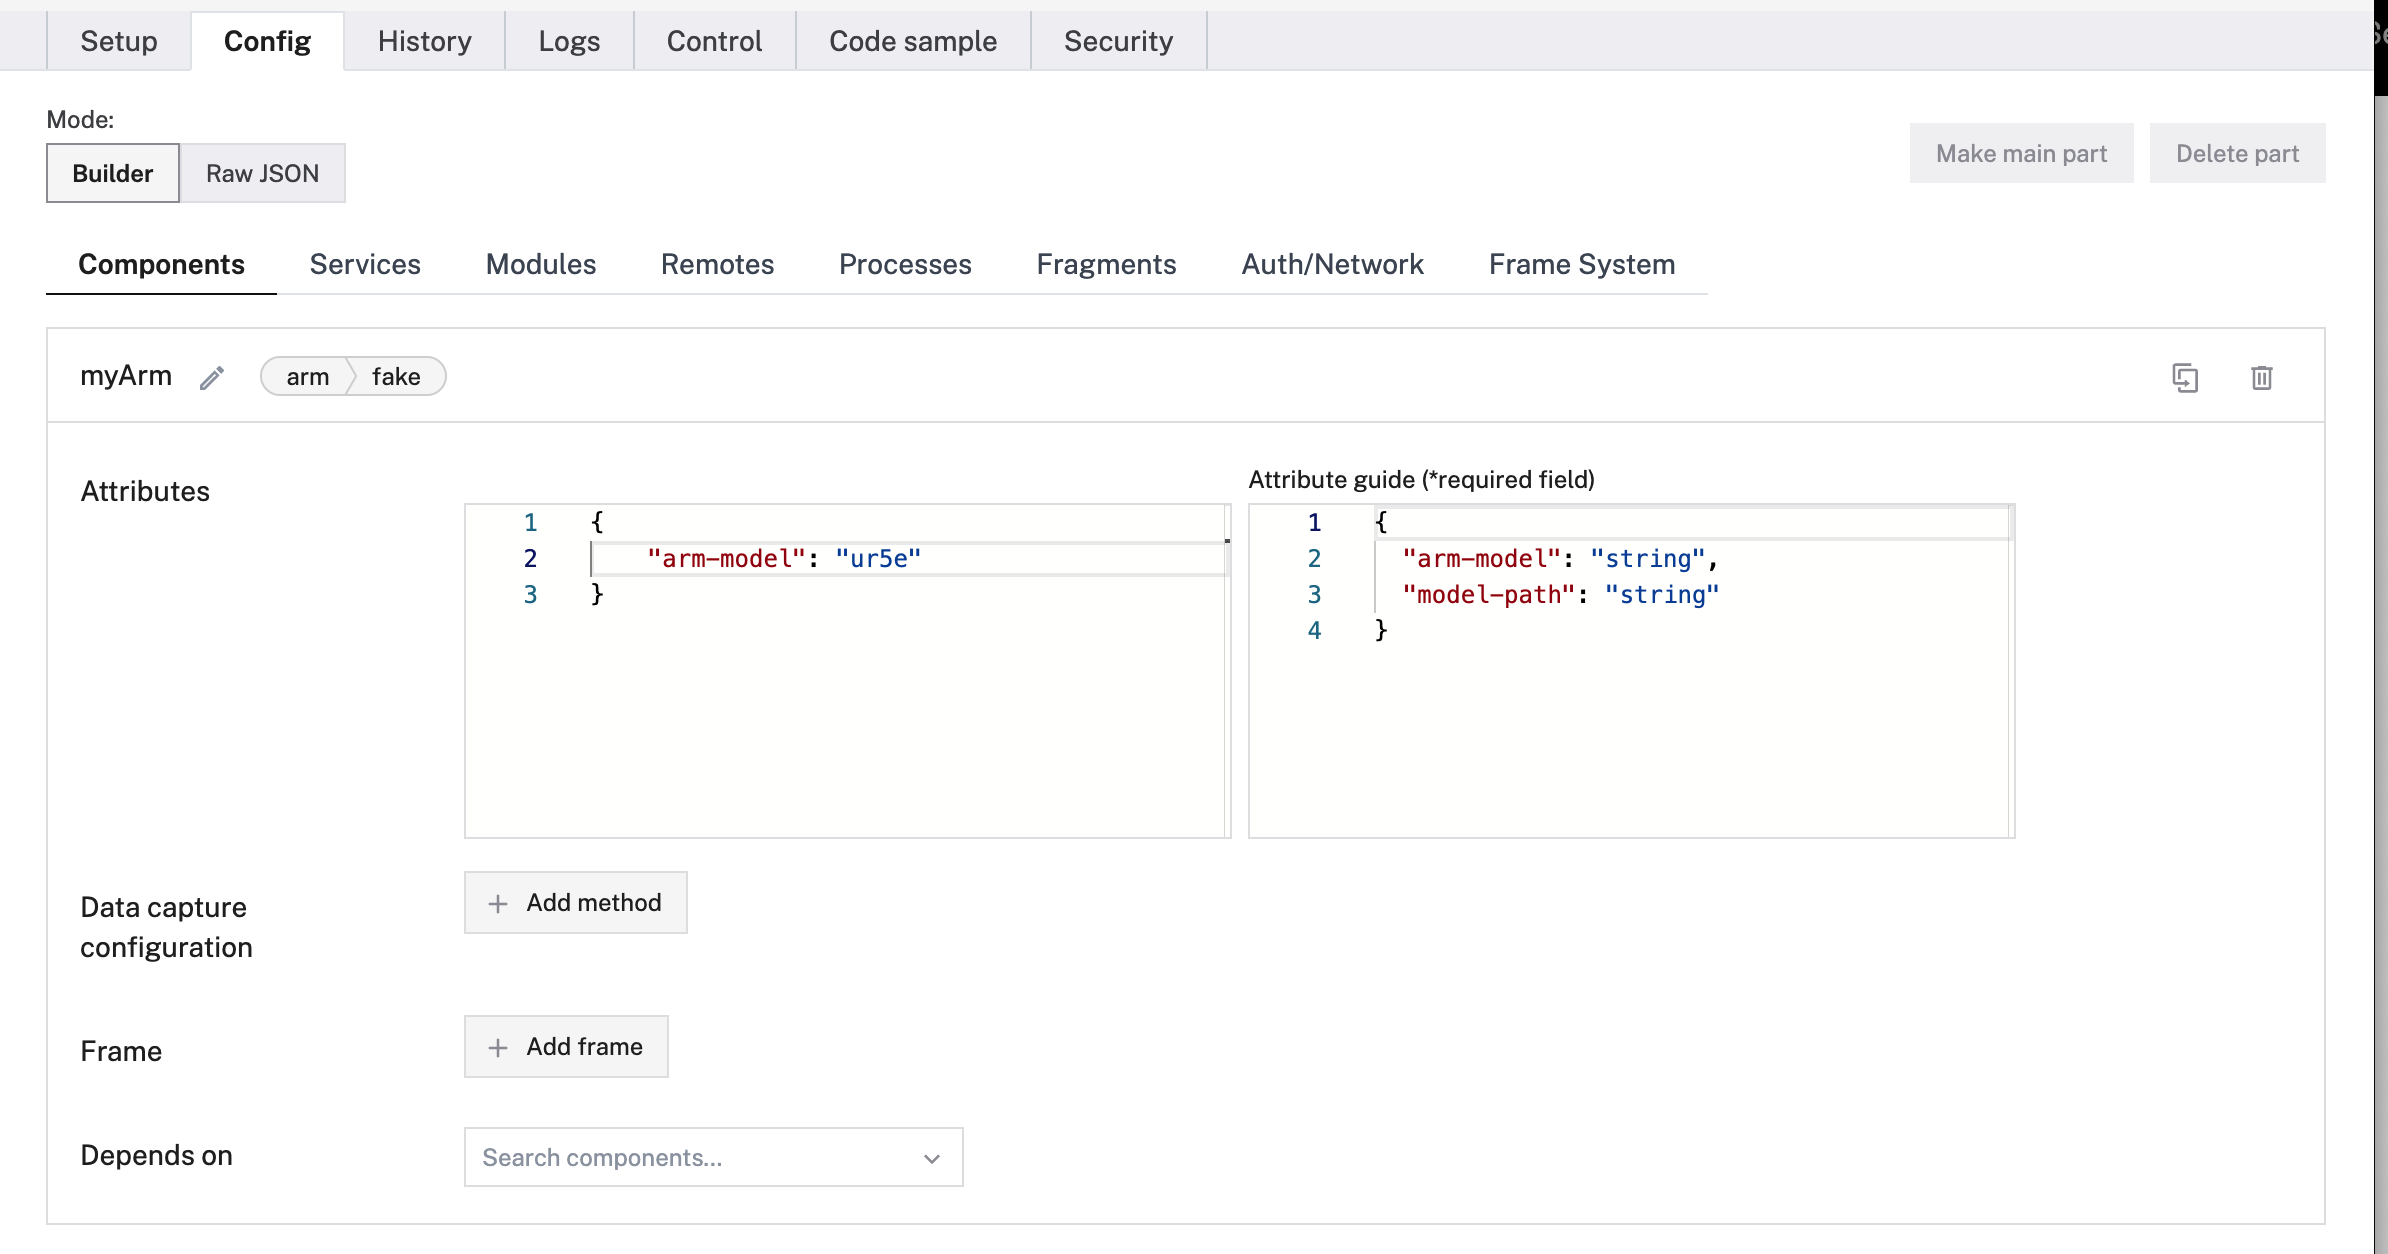 Setup Config History Logs Control Code sample Security
Mode:
Builder Raw JSON
Make main part Delete part
Components Services Modules Remotes Processes Fragments Auth/Network Frame System
myArm arm fake
Attributes
1 {
2 "arm-model": "ur5e"
3 }
Attribute guide (*required field)
1 {
2 "arm-model": "string",
3 "model-path": "string"
4 }
Data capture
configuration
+ Add method
Frame
+ Add frame
Depends on
Search components...